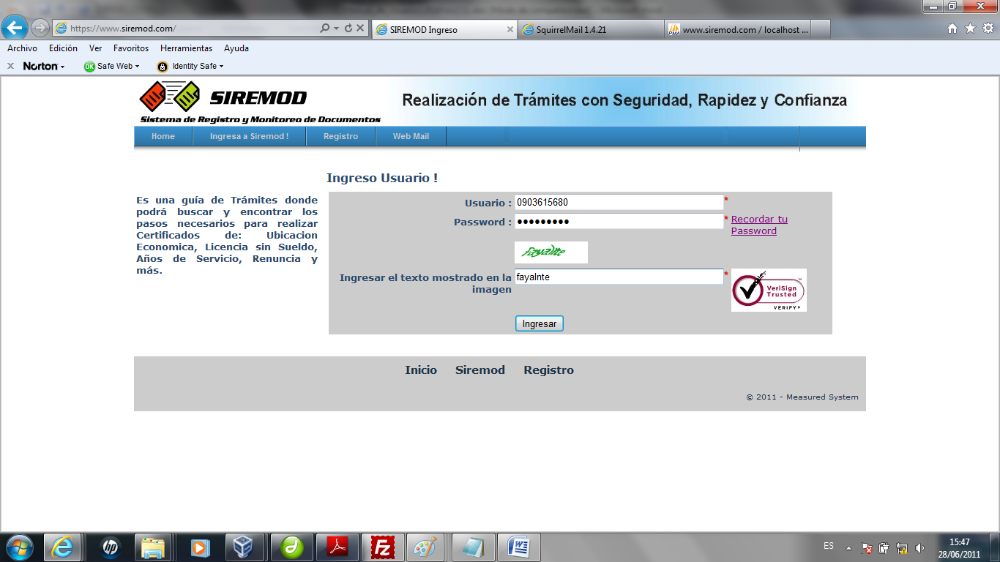 https://www.siremod.com/
SIREMOD Ingreso
SquirrelMail 1.4.21
www.siremod.com / localhost ...
Archivo Edición Ver Favoritos Herramientas Ayuda
Norton
Safe Web
Identity Safe
SIREMOD
Sistema de Registro y Monitoreo de Documentos
Realización de Trámites con Seguridad, Rapidez y Confianza
Home Ingresa a Siremod ! Registro Web Mail
Ingreso Usuario !
Es una guía de Trámites donde
podrá buscar y encontrar los
pasos necesarios para realizar
Certificados de: Ubicacion
Economica, Licencia sin Sueldo,
Años de Servicio, Renuncia y
más.
Usuario : 0903615680 *
Password : ●●●●●●●●● * Recordar tu
Password
Ingresar el texto mostrado en la
imagen
fayalnte *
VeriSign
Trusted
VERIFY
Ingresar
Inicio Siremod Registro
© 2011 - Measured System
ES
15:47
28/06/2011